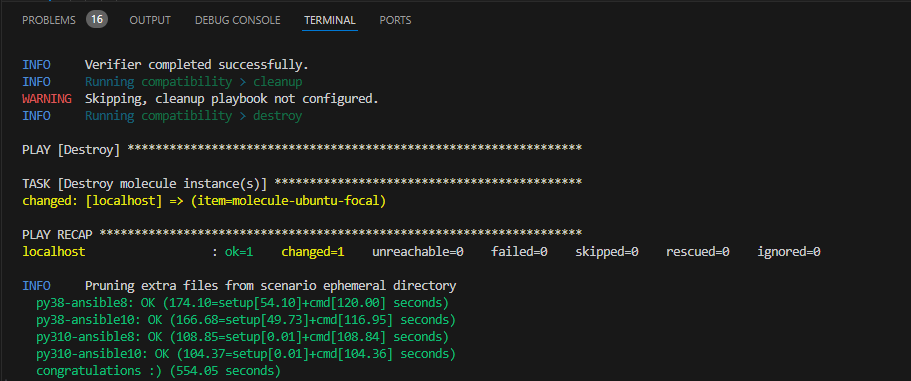 PROBLEMS 16 OUTPUT DEBUG CONSOLE TERMINAL PORTS
INFO Verifier completed successfully.
INFO Running compatibility > cleanup
WARNING Skipping, cleanup playbook not configured.
INFO Running compatibility > destroy
PLAY [Destroy] *****************************************************************
TASK [Destroy molecule instance(s)] ********************************************
changed: [localhost] => (item=molecule-ubuntu-focal)
PLAY RECAP *********************************************************************
localhost : ok=1 changed=1 unreachable=0 failed=0 skipped=0 rescued=0 ignored=0
INFO Pruning extra files from scenario ephemeral directory
py38-ansible8: OK (174.10=setup[54.10]+cmd[120.00] seconds)
py38-ansible10: OK (166.68=setup[49.73]+cmd[116.95] seconds)
py310-ansible8: OK (108.85=setup[0.01]+cmd[108.84] seconds)
py310-ansible10: OK (104.37=setup[0.01]+cmd[104.36] seconds)
congratulations :) (554.05 seconds)